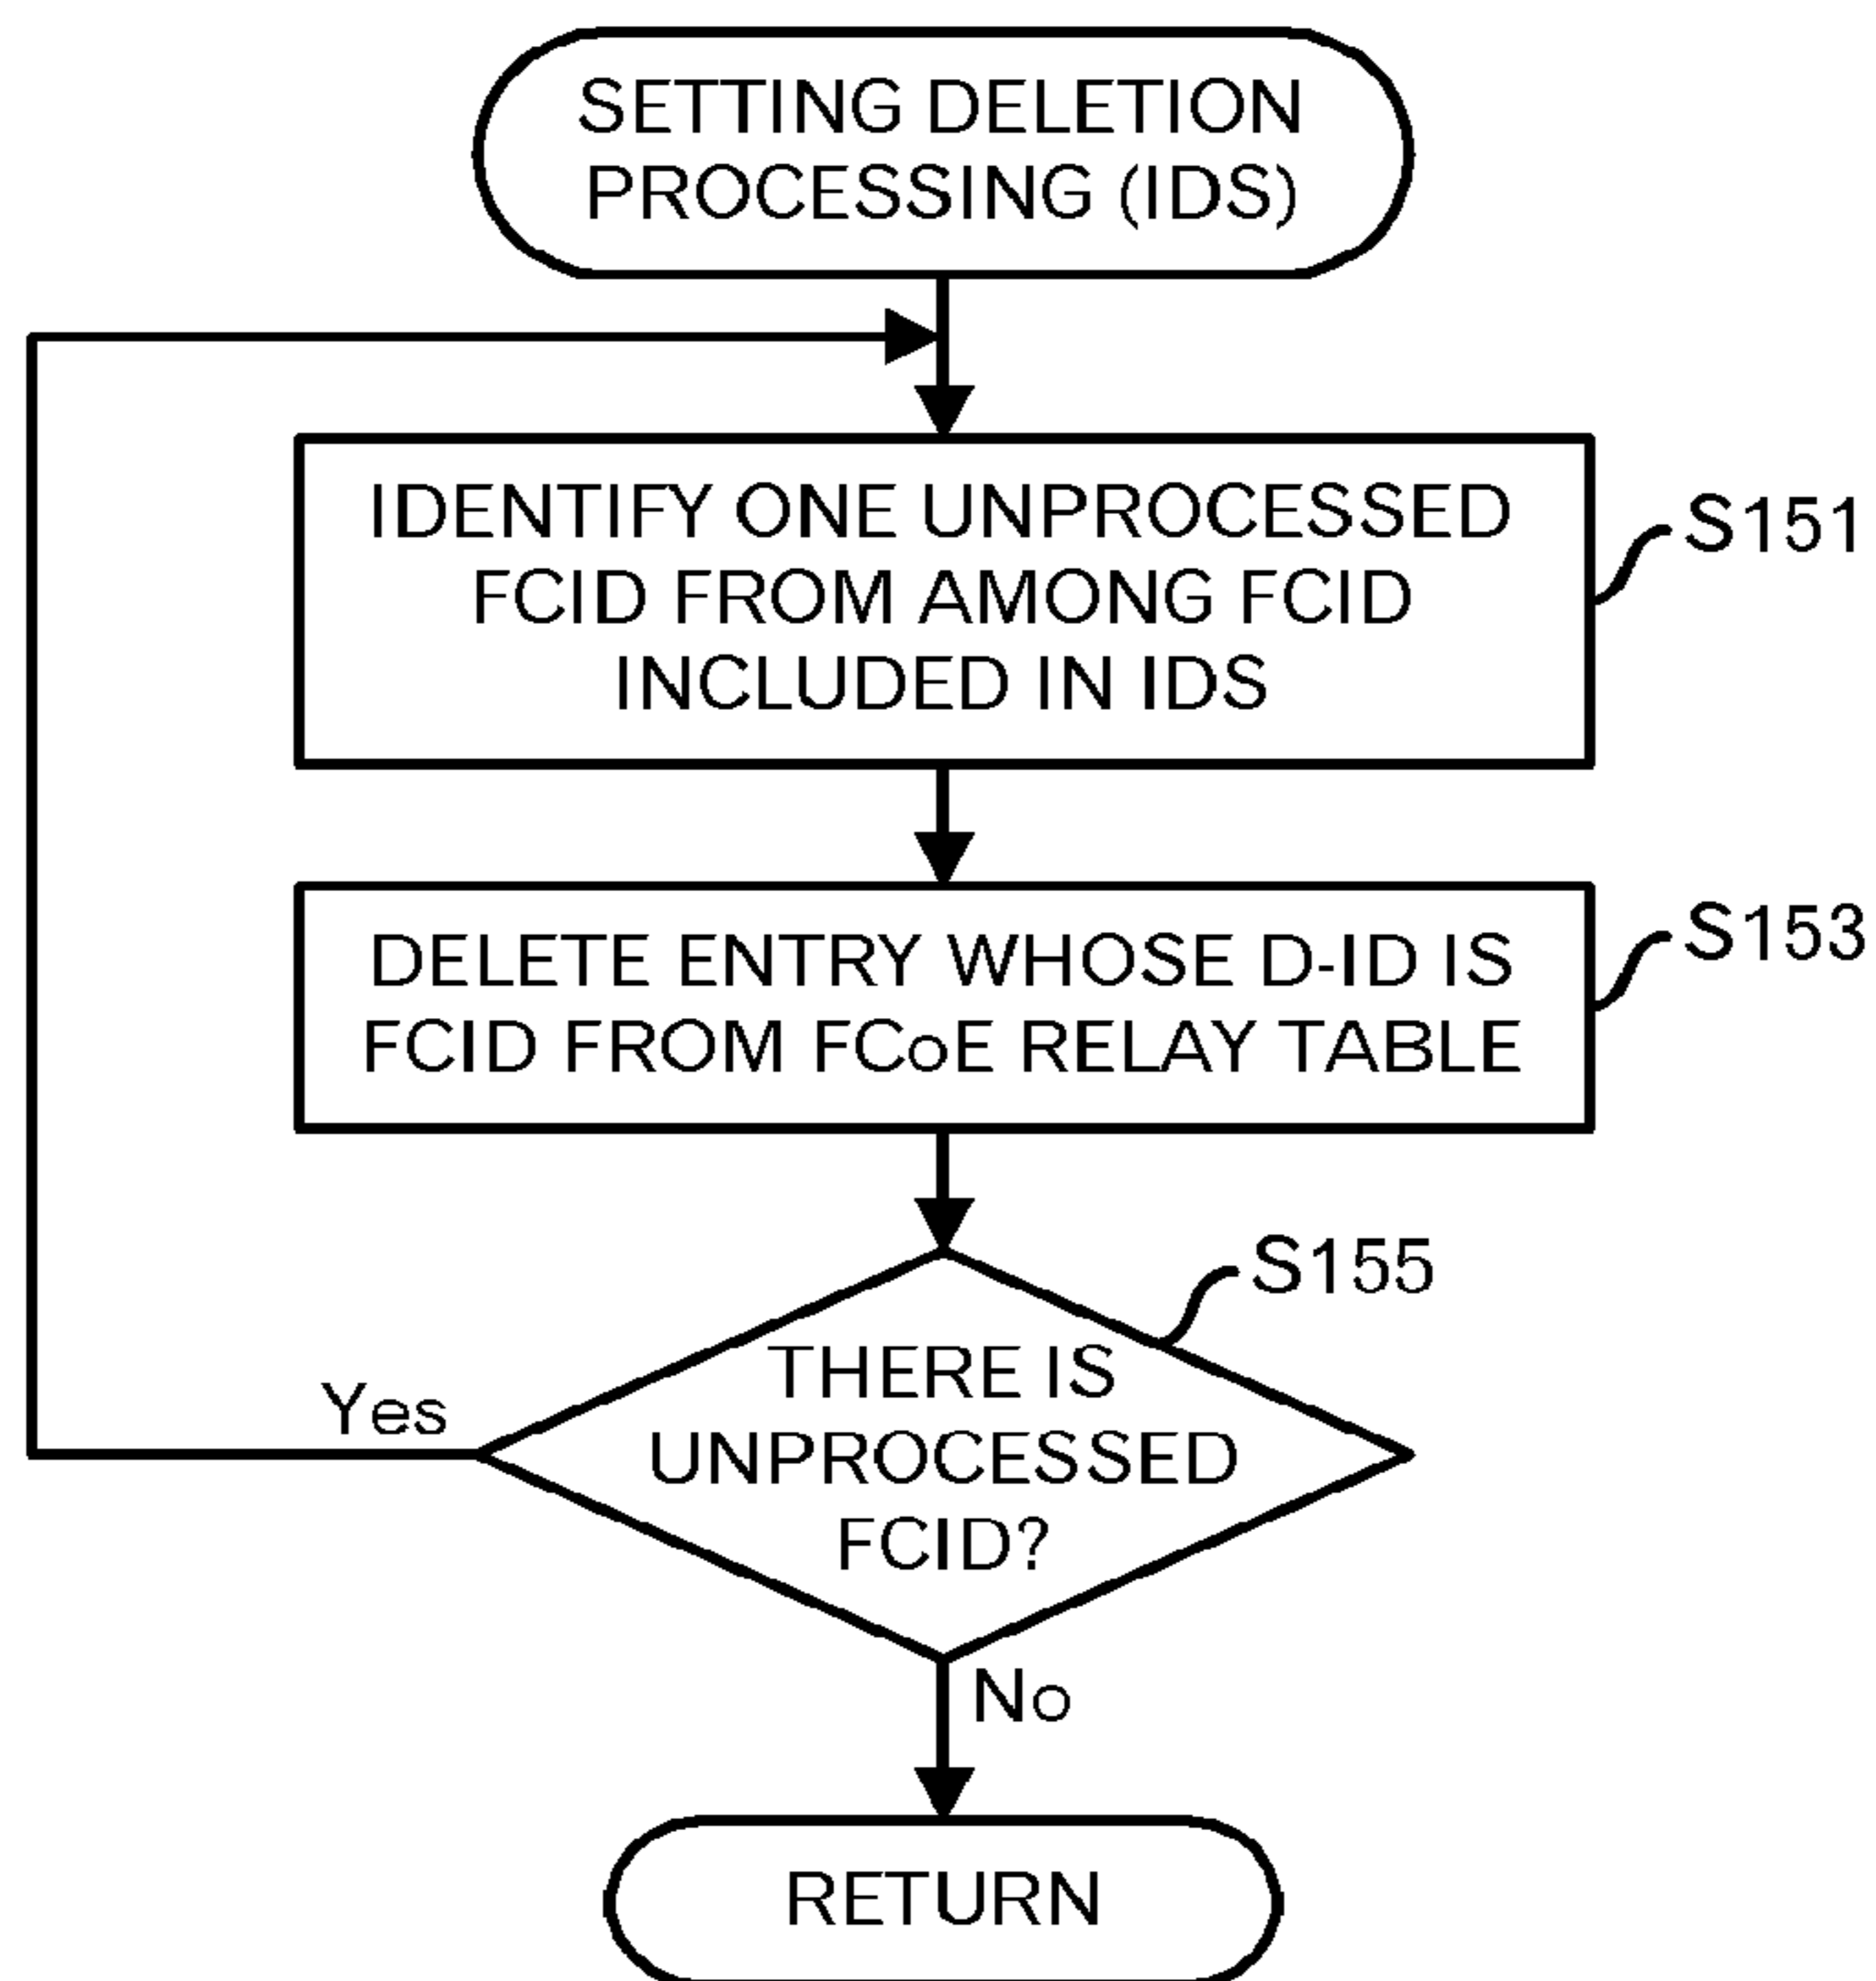 SETTING DELETION
PROCESSING (IDS)
IDENTIFY ONE UNPROCESSED
FCID FROM AMONG FCID
INCLUDED IN IDS
S151
DELETE ENTRY WHOSE D-ID IS
FCID FROM FCoE RELAY TABLE
S153
S155
THERE IS
UNPROCESSED
FCID?
Yes
No
RETURN